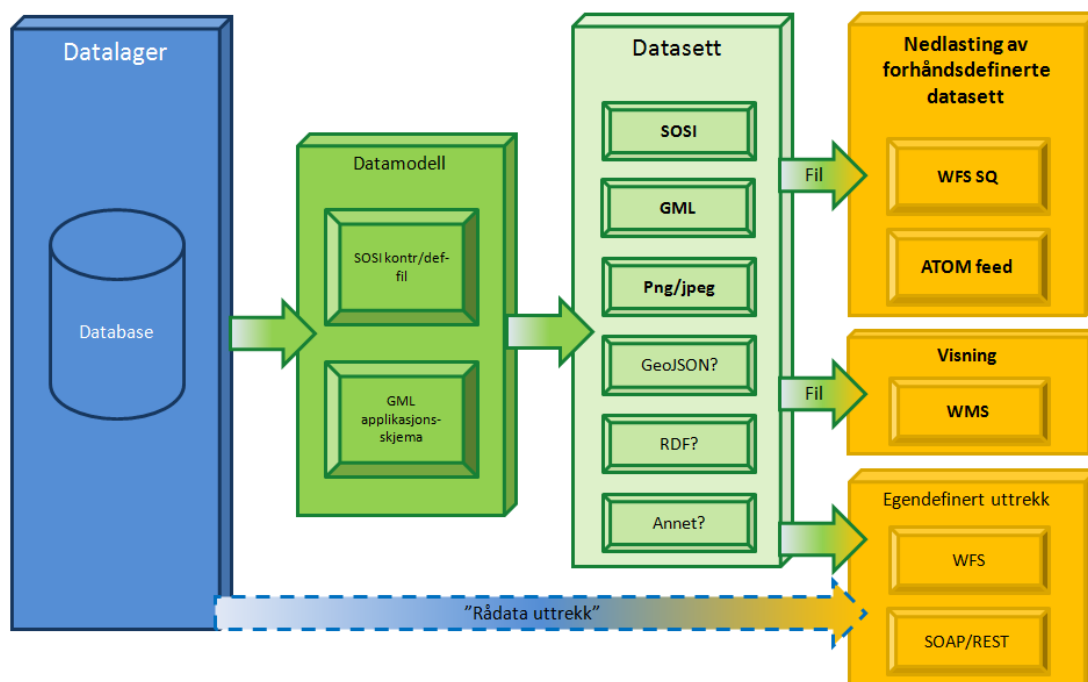 Datalager
Database
Datamodell
SOSI kontr/def-
fil
GML
applikasjons-
skjema
Datasett
SOSI
GML
Png/jpeg
GeoJSON?
RDF?
Annet?
Fil
Fil
Nedlasting av
forhåndsdefinerte
datasett
WFS SQ
ATOM feed
Visning
WMS
Egendefinert uttrekk
WFS
SOAP/REST
”Rådata uttrekk”